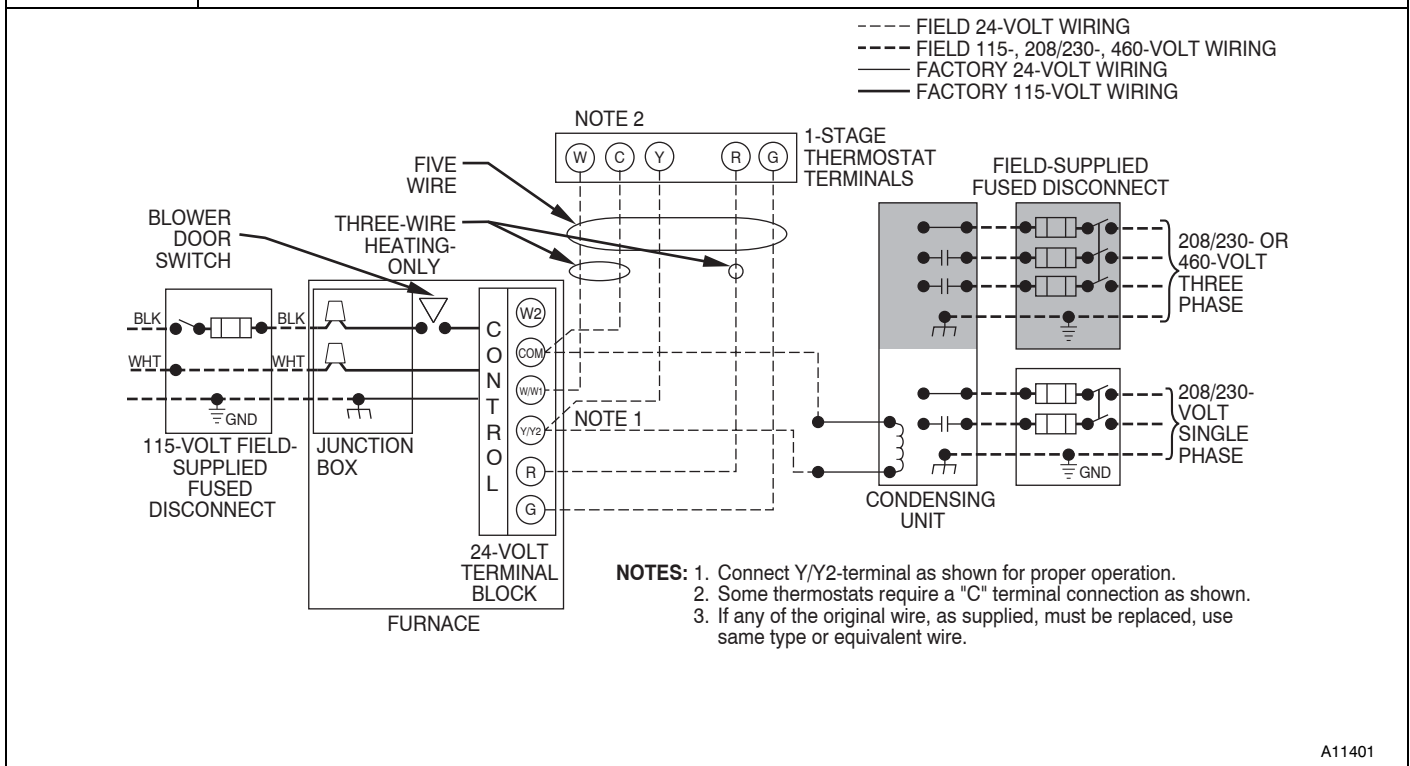 FIELD 24-VOLT WIRING
FIELD 115-, 208/230-, 460-VOLT WIRING
FACTORY 24-VOLT WIRING
FACTORY 115-VOLT WIRING
NOTE 2
W C Y R G
1-STAGE
THERMOSTAT
TERMINALS
FIVE
WIRE
THREE-WIRE
HEATING-
ONLY
BLOWER
DOOR
SWITCH
FIELD-SUPPLIED
FUSED DISCONNECT
208/230- OR
460-VOLT
THREE
PHASE
BLK
BLK
WHT
WHT
GND
115-VOLT FIELD-
SUPPLIED
FUSED
DISCONNECT
JUNCTION
BOX
CONTROL
W2
COM
W/W1
Y/Y2
R
G
NOTE 1
24-VOLT
TERMINAL
BLOCK
FURNACE
208/230-
VOLT
SINGLE
PHASE
GND
CONDENSING
UNIT
NOTES: 1. Connect Y/Y2-terminal as shown for proper operation.
2. Some thermostats require a "C" terminal connection as shown.
3. If any of the original wire, as supplied, must be replaced, use
same type or equivalent wire.
A11401